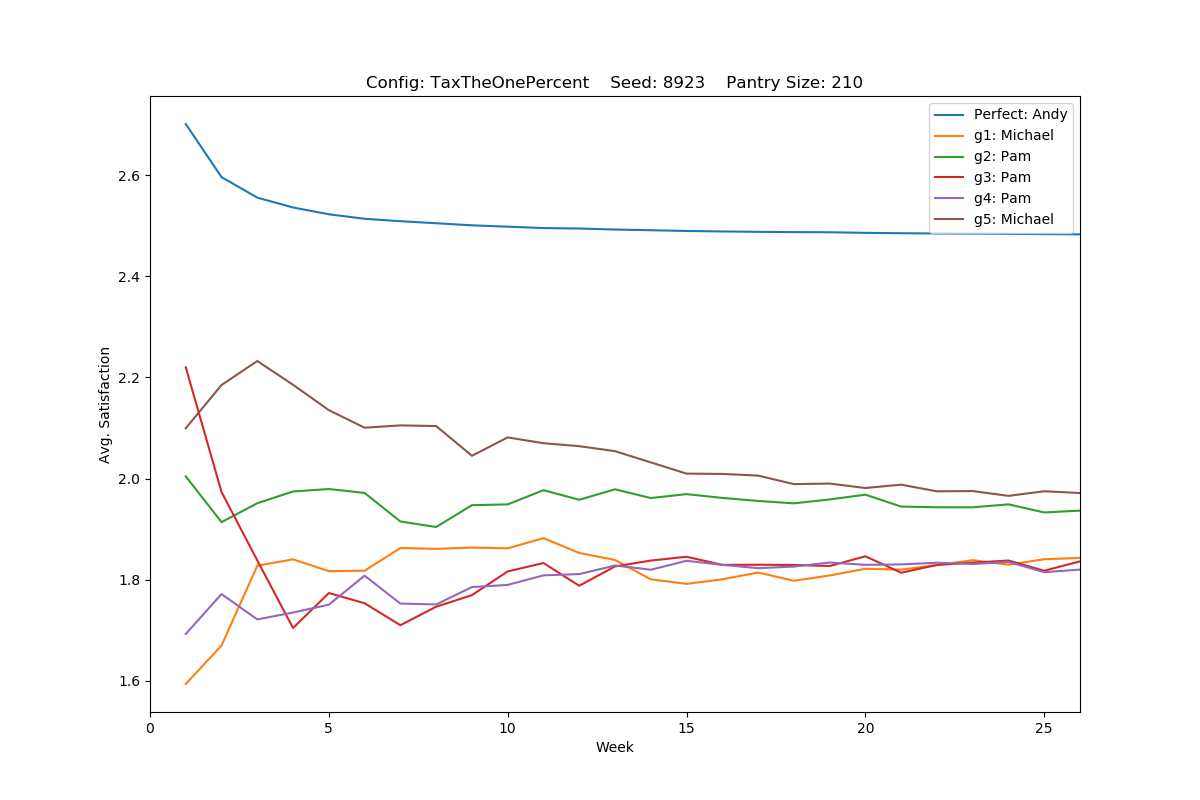 Config: TaxTheOnePercent    Seed: 8923    Pantry Size: 210
Perfect: Andy
g1: Michael
g2: Pam
g3: Pam
g4: Pam
g5: Michael
Avg. Satisfaction
2.6
2.4
2.2
2.0
1.8
1.6
0 5 10 15 20 25
Week